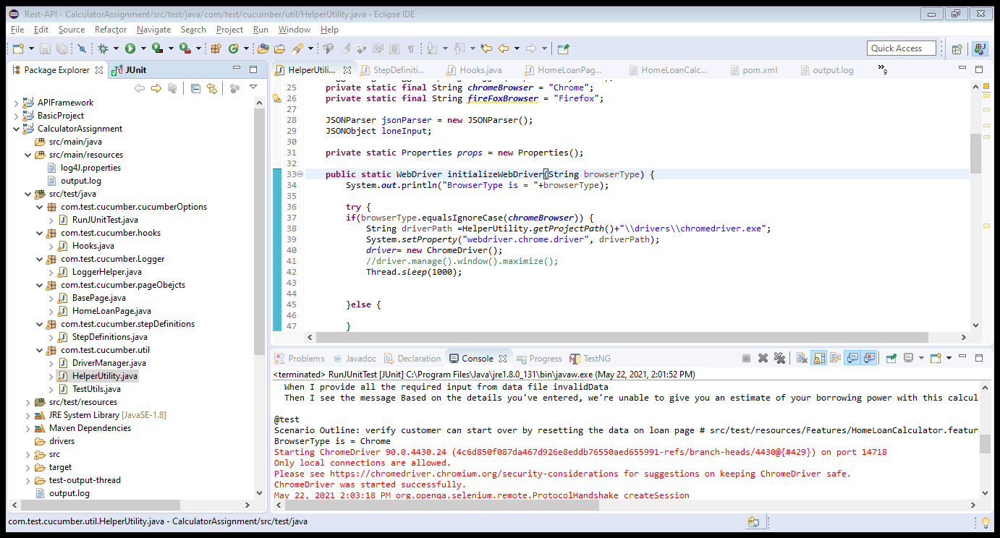 Rest-API - CalculatorAssignment/src/test/java/com/test/cucumber/util/HelperUtility.java - Eclipse IDE
File Edit Source Refactor Navigate Search Project Run Window Help
Quick Access
Package Explorer JUnit
APIFramework
BasicProject
CalculatorAssignment
src/main/java
src/main/resources
log4J.properties
output.log
src/test/java
com.test.cucumber.cucumberOptions
RunJUnitTest.java
com.test.cucumber.hooks
Hooks.java
com.test.cucumber.Logger
LoggerHelper.java
com.test.cucumber.pageObejcts
BasePage.java
HomeLoanPage.java
com.test.cucumber.stepDefinitions
StepDefinitions.java
com.test.cucumber.util
DriverManager.java
HelperUtility.java
TestUtils.java
src/test/resources
JRE System Library [JavaSE-1.8]
Maven Dependencies
drivers
src
target
test-output-thread
output.log
HelperUtili... StepDefiniti... Hooks.java HomeLoanPag... HomeLoanCalc... pom.xml output.log »9
25 private static final String chromeBrowser = "Chrome";
26 private static final String fireFoxBrowser = "Firefox";
27
28 JSONParser jsonParser = new JSONParser();
29 JSONObject loneInput;
30
31 private static Properties props = new Properties();
32
33 public static WebDriver initializeWebDriver(String browserType) {
34 System.out.println("BrowserType is = "+browserType);
35
36 try {
37 if(browserType.equalsIgnoreCase(chromeBrowser)) {
38 String driverPath =HelperUtility.getProjectPath()+"\\drivers\\chromedriver.exe";
39 System.setProperty("webdriver.chrome.driver", driverPath);
40 driver= new ChromeDriver();
41 //driver.manage().window().maximize();
42 Thread.sleep(1000);
43
44
45 }else {
46
47 }
Problems @ Javadoc Declaration Console Progress TestNG
<terminated> RunJUnitTest [JUnit] C:\Program Files\Java\jre1.8.0_131\bin\javaw.exe (May 22, 2021, 2:01:52 PM)
When I provide all the required input from data file invalidData
Then I see the message Based on the details you've entered, we're unable to give you an estimate of your borrowing power with this calcul
@test
Scenario Outline: verify customer can start over by resetting the data on loan page # src/test/resources/Features/HomeLoanCalculator.featur
BrowserType is = Chrome
Starting ChromeDriver 90.0.4430.24 (4c6d850f087da467d926e8eddb76550aed655991-refs/branch-heads/4430@{#429}) on port 14718
Only local connections are allowed.
Please see https://chromedriver.chromium.org/security-considerations for suggestions on keeping ChromeDriver safe.
ChromeDriver was started successfully.
May 22, 2021 2:03:18 PM org.openqa.selenium.remote.ProtocolHandshake createSession
com.test.cucumber.util.HelperUtility.java - CalculatorAssignment/src/test/java